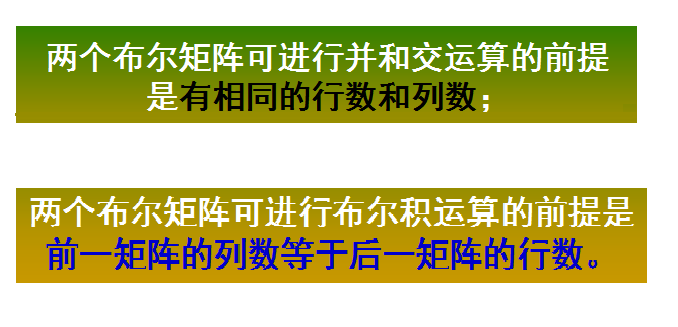 两个布尔矩阵可进行并和交运算的前提
是有相同的行数和列数；
两个布尔矩阵可进行布尔积运算的前提是
前一矩阵的列数等于后一矩阵的行数。